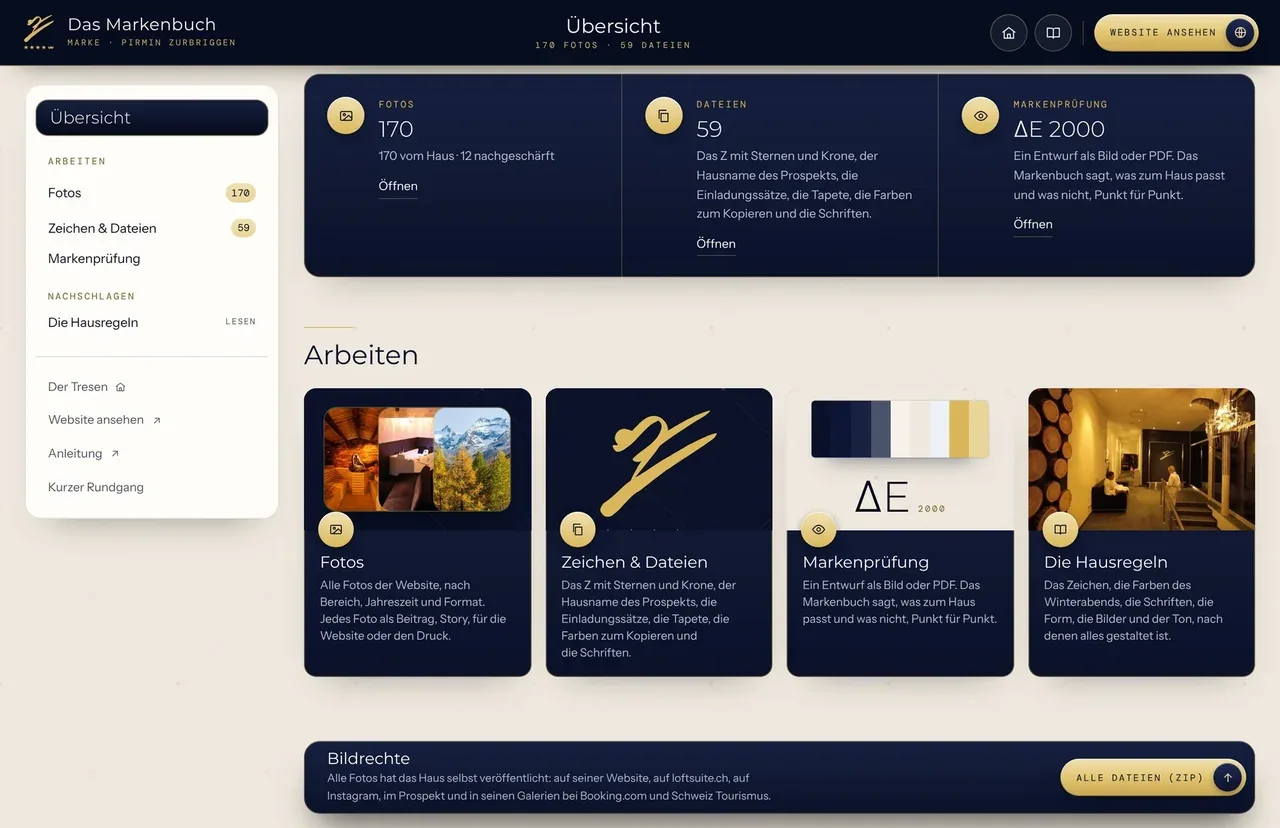 Das Markenbuch
MARKE · PIRMIN ZURBRIGGEN
Übersicht
170 FOTOS · 59 DATEIEN
WEBSITE ANSEHEN
Übersicht
ARBEITEN
Fotos 170
Zeichen & Dateien 59
Markenprüfung
NACHSCHLAGEN
Die Hausregeln LESEN
Der Tresen
Website ansehen
Anleitung
Kurzer Rundgang
FOTOS
170
170 vom Haus · 12 nachgeschärft
Öffnen
DATEIEN
59
Das Z mit Sternen und Krone, der
Hausname des Prospekts, die
Einladungssätze, die Tapete, die Farben
zum Kopieren und die Schriften.
Öffnen
MARKENPRÜFUNG
ΔE 2000
Ein Entwurf als Bild oder PDF. Das
Markenbuch sagt, was zum Haus passt
und was nicht, Punkt für Punkt.
Öffnen
Arbeiten
Fotos
Alle Fotos der Website, nach
Bereich, Jahreszeit und Format.
Jedes Foto als Beitrag, Story, für die
Website oder den Druck.
Zeichen & Dateien
Das Z mit Sternen und Krone, der
Hausname des Prospekts, die
Einladungssätze, die Tapete, die
Farben zum Kopieren und
die Schriften.
ΔE 2000
Markenprüfung
Ein Entwurf als Bild oder PDF. Das
Markenbuch sagt, was zum Haus
passt und was nicht, Punkt für Punkt.
Die Hausregeln
Das Zeichen, die Farben des
Winterabends, die Schriften, die
Form, die Bilder und der Ton, nach
denen alles gestaltet ist.
Bildrechte
Alle Fotos hat das Haus selbst veröffentlicht: auf seiner Website, auf loftsuite.ch, auf
Instagram, im Prospekt und in seinen Galerien bei Booking.com und Schweiz Tourismus.
ALLE DATEIEN (ZIP)